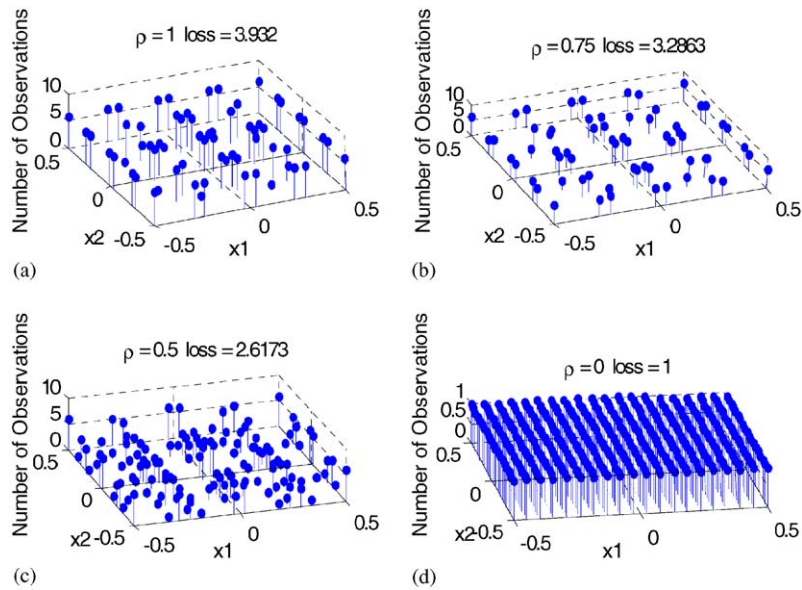 ρ = 1 loss = 3.932
Number of Observations
10
5
0
0.5
0
-0.5
x2
-0.5
0
0.5
x1
(a)
ρ = 0.75 loss = 3.2863
Number of Observations
10
5
0
0.5
0
-0.5
x2
-0.5
0
0.5
x1
(b)
ρ = 0.5 loss = 2.6173
Number of Observations
10
5
0
0.5
0
-0.5
x2
-0.5
0
0.5
x1
(c)
ρ = 0 loss = 1
Number of Observations
1
0.5
0
0.5
0
-0.5
x2
-0.5
0
0.5
x1
(d)